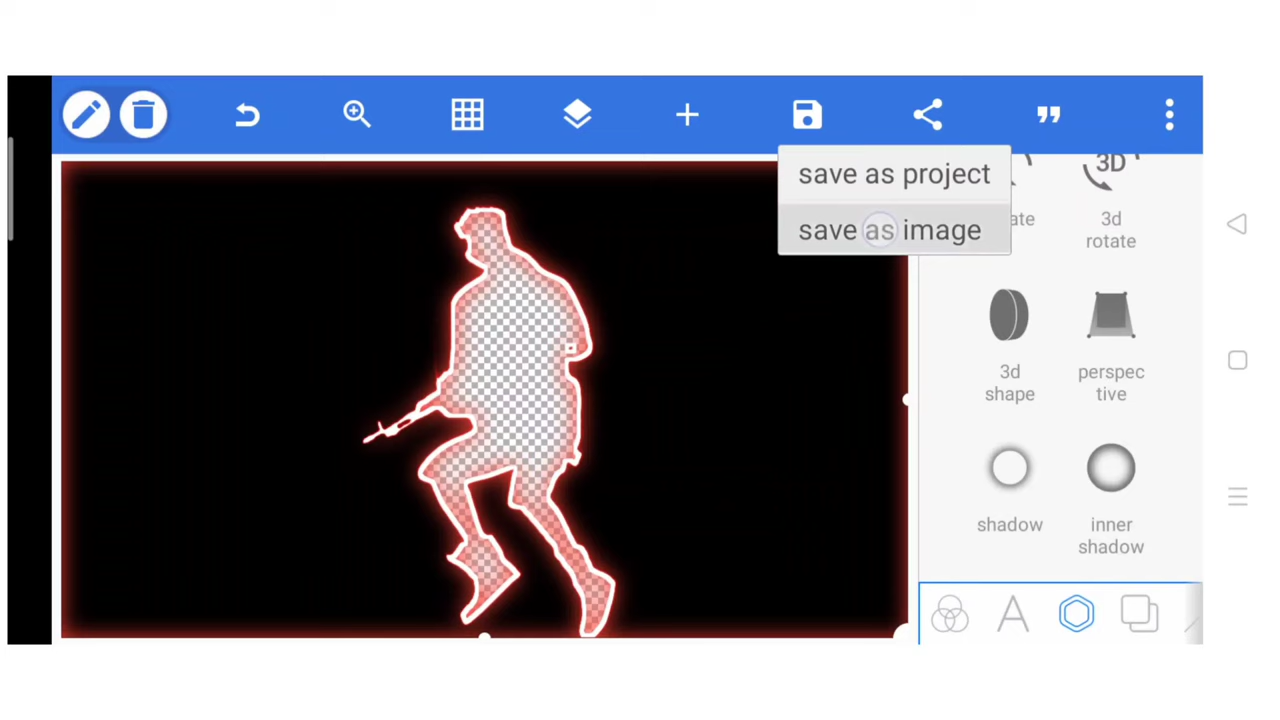 save as project
save as image
ate
3D
3d
rotate
3d
shape
perspec
tive
shadow
inner
shadow
A